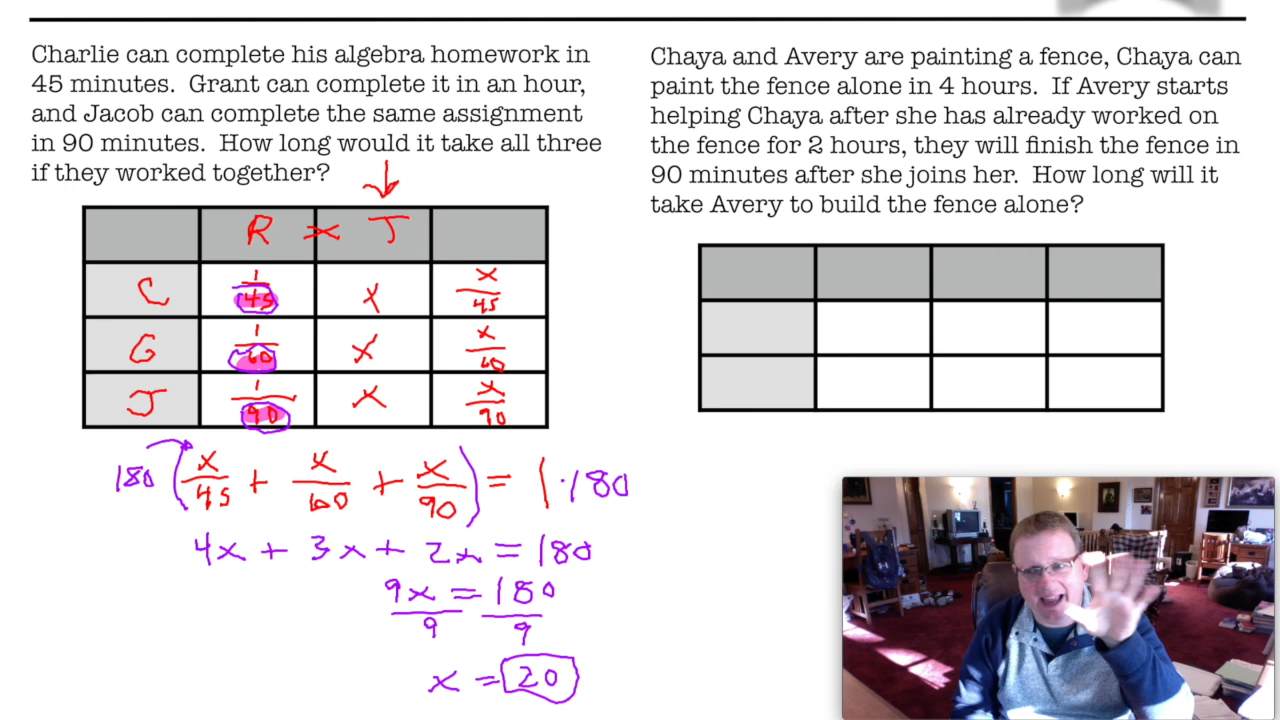 Charlie can complete his algebra homework in
45 minutes. Grant can complete it in an hour,
and Jacob can complete the same assignment
in 90 minutes. How long would it take all three
if they worked together?
R × T
C 1/45 x x/45
G 1/60 x x/60
J 1/90 x x/90
180 (x/45 + x/60 + x/90) = 1 · 180
4x + 3x + 2x = 180
9x = 180
9 9
x = 20
Chaya and Avery are painting a fence, Chaya can
paint the fence alone in 4 hours. If Avery starts
helping Chaya after she has already worked on
the fence for 2 hours, they will finish the fence in
90 minutes after she joins her. How long will it
take Avery to build the fence alone?